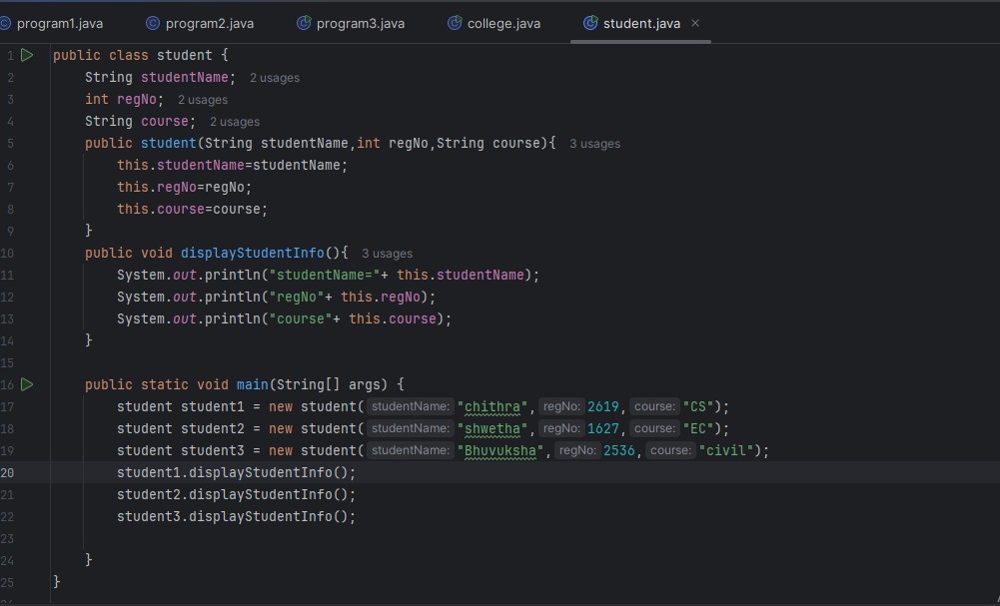 program1.java program2.java program3.java college.java student.java
1 public class student {
2 String studentName; 2 usages
3 int regNo; 2 usages
4 String course; 2 usages
5 public student(String studentName,int regNo,String course){ 3 usages
6 this.studentName=studentName;
7 this.regNo=regNo;
8 this.course=course;
9 }
10 public void displayStudentInfo(){ 3 usages
11 System.out.println("studentName="+ this.studentName);
12 System.out.println("regNo"+ this.regNo);
13 System.out.println("course"+ this.course);
14 }
15
16 public static void main(String[] args) {
17 student student1 = new student( studentName: "chithra", regNo: 2619, course: "CS");
18 student student2 = new student( studentName: "shwetha", regNo: 1627, course: "EC");
19 student student3 = new student( studentName: "Bhuvuksha", regNo: 2536, course: "civil");
20 student1.displayStudentInfo();
21 student2.displayStudentInfo();
22 student3.displayStudentInfo();
23
24 }
25 }